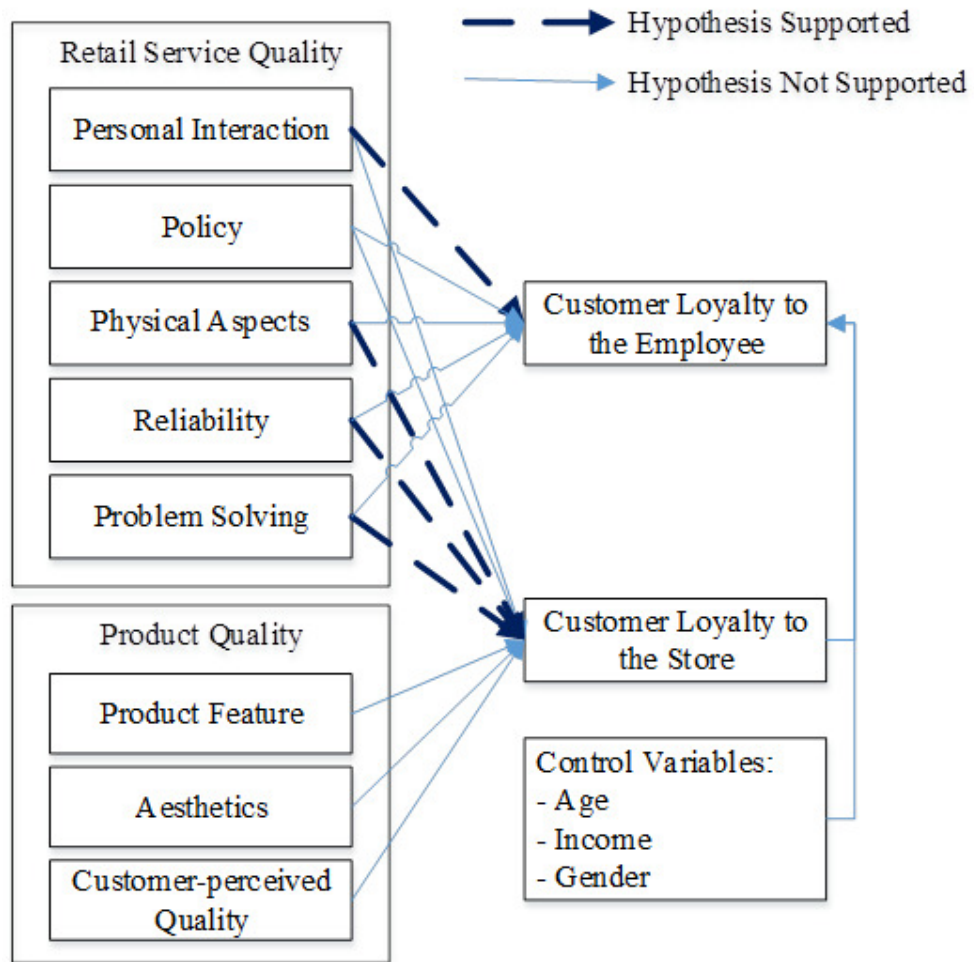 Hypothesis Supported
Hypothesis Not Supported
Retail Service Quality
Personal Interaction
Policy
Physical Aspects
Reliability
Problem Solving
Product Quality
Product Feature
Aesthetics
Customer-perceived
Quality
Customer Loyalty to
the Employee
Customer Loyalty to
the Store
Control Variables:
- Age
- Income
- Gender